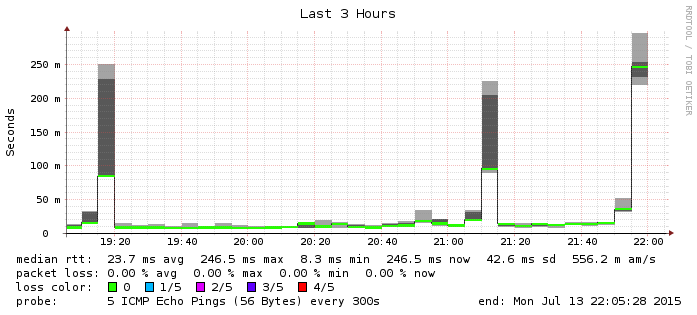 Last 3 Hours
RRDTOOL / TOBI OETIKER
Seconds
250 m
200 m
150 m
100 m
50 m
0
19:20 19:40 20:00 20:20 20:40 21:00 21:20 21:40 22:00
median rtt: 23.7 ms avg 246.5 ms max 8.3 ms min 246.5 ms now 42.6 ms sd 556.2 m am/s
packet loss: 0.00 % avg 0.00 % max 0.00 % min 0.00 % now
loss color: 0 1/5 2/5 3/5 4/5
probe: 5 ICMP Echo Pings (56 Bytes) every 300s end: Mon Jul 13 22:05:28 2015